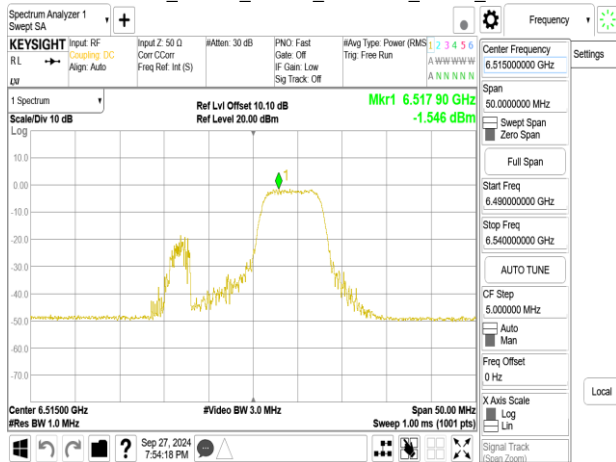 Spectrum Analyzer 1
Swept SA
+
Frequency
KEYSIGHT
RL
Input: RF
Coupling: DC
Align: Auto
Input Z: 50 Ω
Corr CCorr
Freq Ref: Int (S)
#Atten: 30 dB
PNO: Fast
Gate: Off
IF Gain: Low
Sig Track: Off
#Avg Type: Power (RMS)
Trig: Free Run
1 2 3 4 5 6
A W W W W W
A N N N N N
1 Spectrum
Scale/Div 10 dB
Log
Ref Lvl Offset 10.10 dB
Ref Level 20.00 dBm
Mkr1 6.517 90 GHz
-1.546 dBm
1
10.0
0.00
-10.0
-20.0
-30.0
-40.0
-50.0
-60.0
-70.0
Center 6.51500 GHz
#Res BW 1.0 MHz
#Video BW 3.0 MHz
Span 50.00 MHz
Sweep 1.00 ms (1001 pts)
?
Sep 27, 2024
7:54:18 PM
Center Frequency
6.515000000 GHz
Span
50.0000000 MHz
Swept Span
Zero Span
Full Span
Start Freq
6.490000000 GHz
Stop Freq
6.540000000 GHz
AUTO TUNE
CF Step
5.000000 MHz
Auto
Man
Freq Offset
0 Hz
X Axis Scale
Log
Lin
Signal Track
(Span Zoom)
Settings
Local